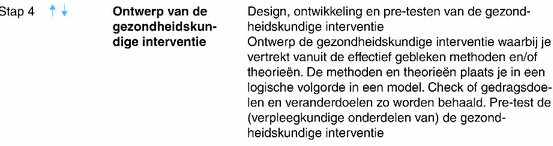 Stap 4 ↑ ↓ Ontwerp van de Design, ontwikkeling en pre-testen van de gezond-
gezondheidskun- heidskundige interventie
dige interventie Ontwerp de gezondheidskundige interventie waarbij je
vertrekt vanuit de effectief gebleken methoden en/of
theorieën. De methoden en theorieën plaats je in een
logische volgorde in een model. Check of gedragsdoe-
len en veranderdoelen zo worden behaald. Pre-test de
(verpleegkundige onderdelen van) de gezond-
heidskundige interventie